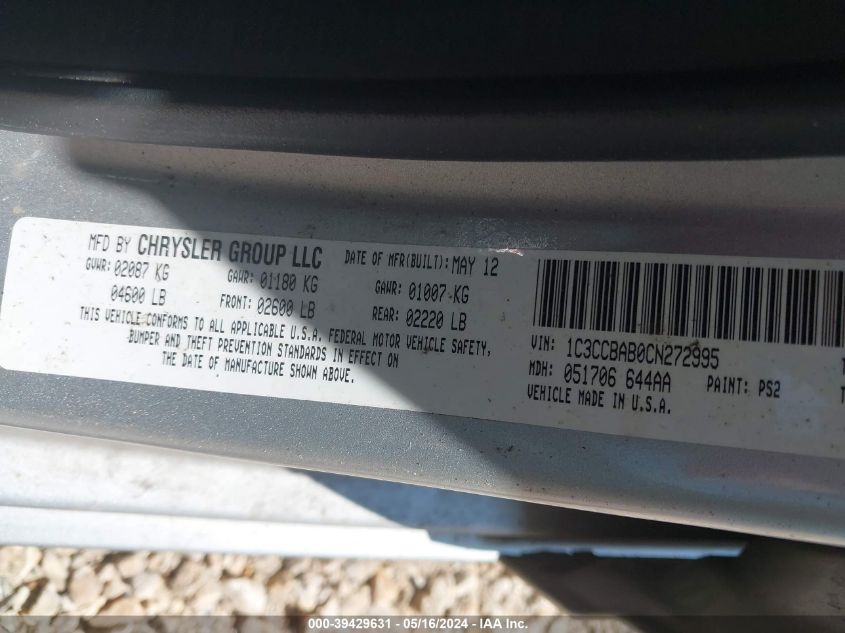 MFD BY CHRYSLER GROUP LLC DATE OF MFR(BUILT): MAY 12
GVWR: 02087 KG GAWR: 01180 KG GAWR: 01007 KG
04600 LB FRONT: 02600 LB REAR: 02220 LB
THIS VEHICLE CONFORMS TO ALL APPLICABLE U.S.A. FEDERAL MOTOR VEHICLE SAFETY,
BUMPER AND THEFT PREVENTION STANDARDS IN EFFECT ON
THE DATE OF MANUFACTURE SHOWN ABOVE.
VIN: 1C3CCBAB0CN272995
MDH: 051706 644AA PAINT: PS2
VEHICLE MADE IN U.S.A.
000-39429631 - 05/16/2024 - IAA Inc.